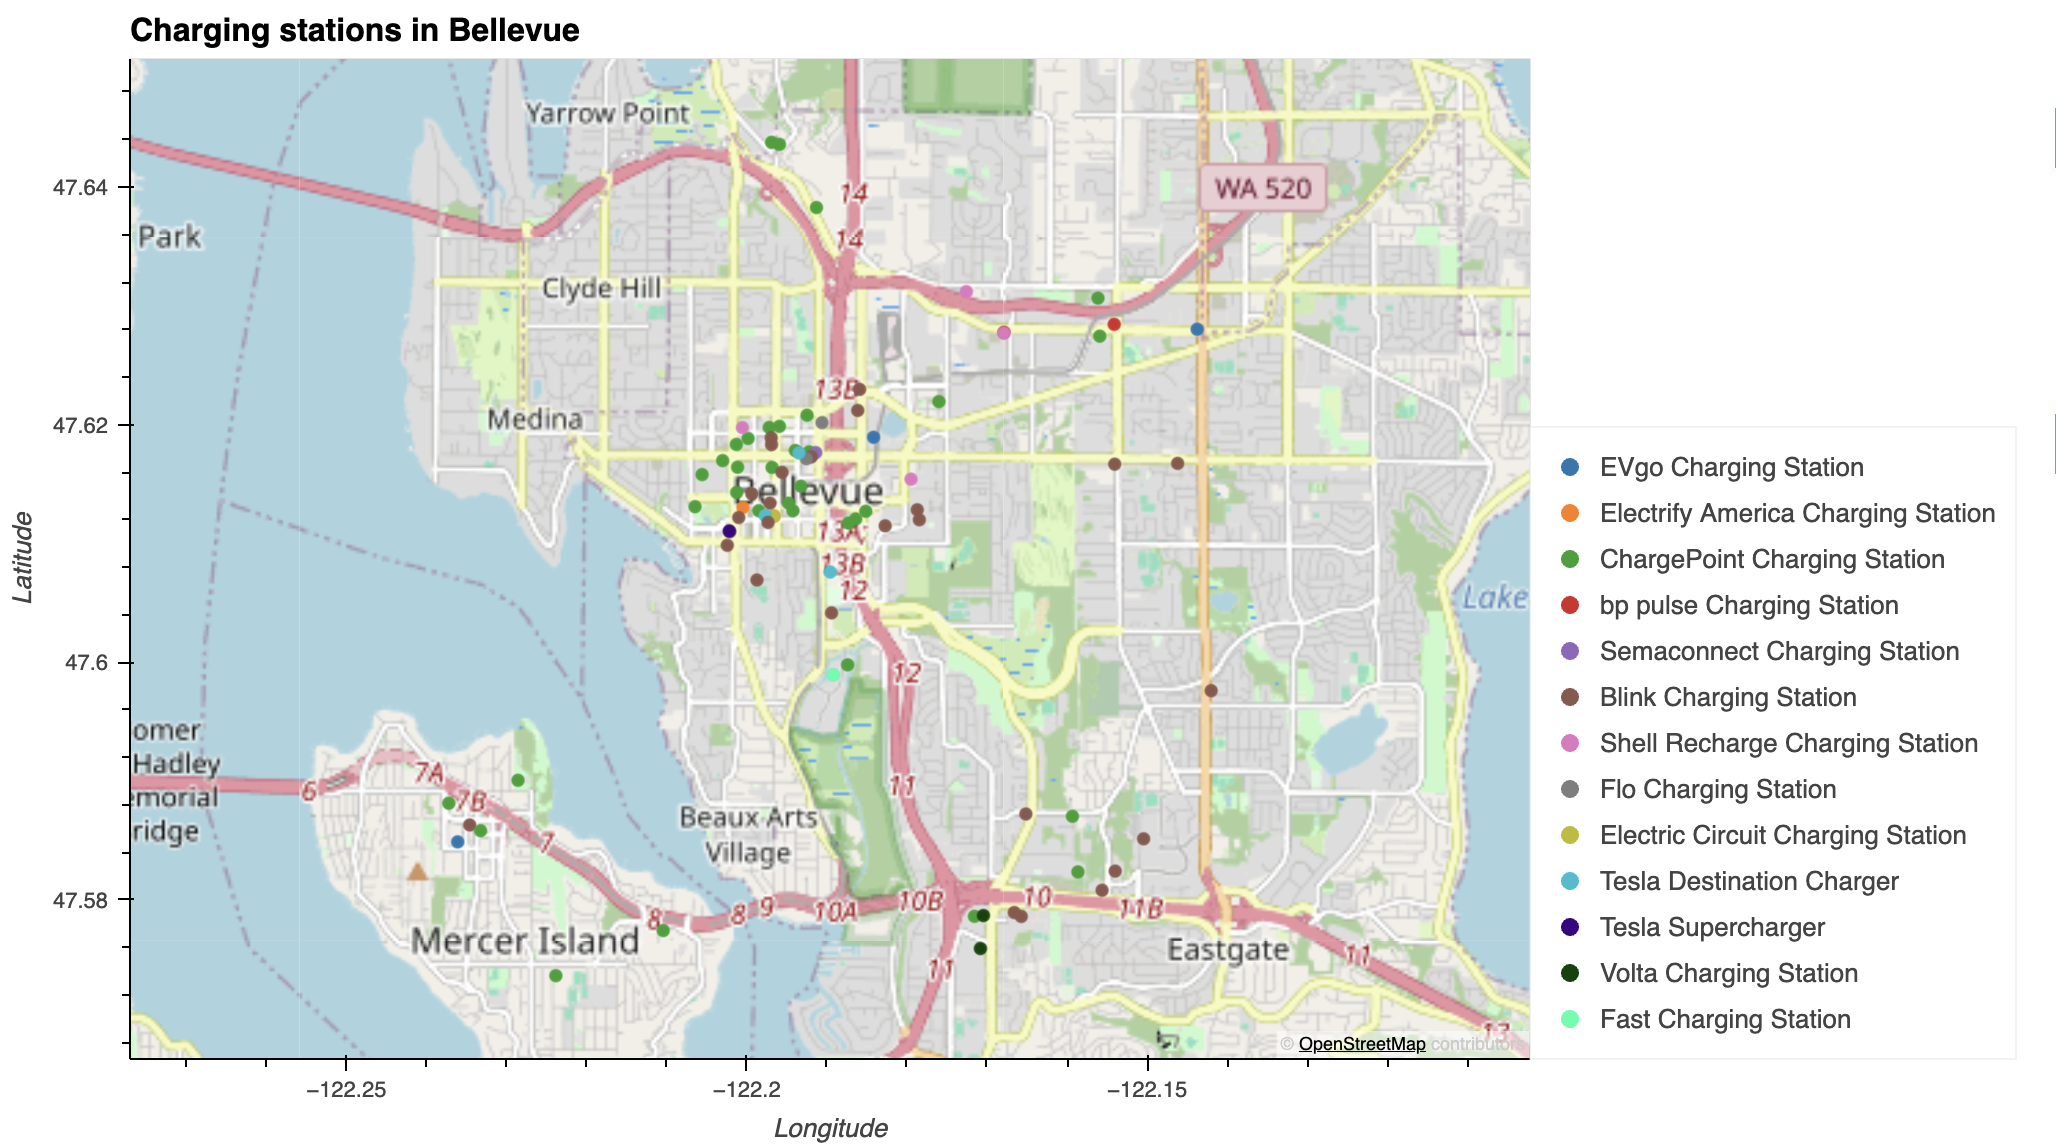 Charging stations in Bellevue
Yarrow Point
14
WA 520
47.64
Park
14
Clyde Hill
13B
Medina
47.62
Bellevue
13A;
13B
12
Latitude
Lake
47.6
12
omer
Hadley
emorial
ridge
7A
6
7B
7
11
Beaux Arts
Village
47.58
8
8
9
10A
10B
10
11B
Mercer Island
Eastgate
11
11
13
© OpenStreetMap contributors
−122.25
−122.2
−122.15
Longitude
EVgo Charging Station
Electrify America Charging Station
ChargePoint Charging Station
bp pulse Charging Station
Semaconnect Charging Station
Blink Charging Station
Shell Recharge Charging Station
Flo Charging Station
Electric Circuit Charging Station
Tesla Destination Charger
Tesla Supercharger
Volta Charging Station
Fast Charging Station